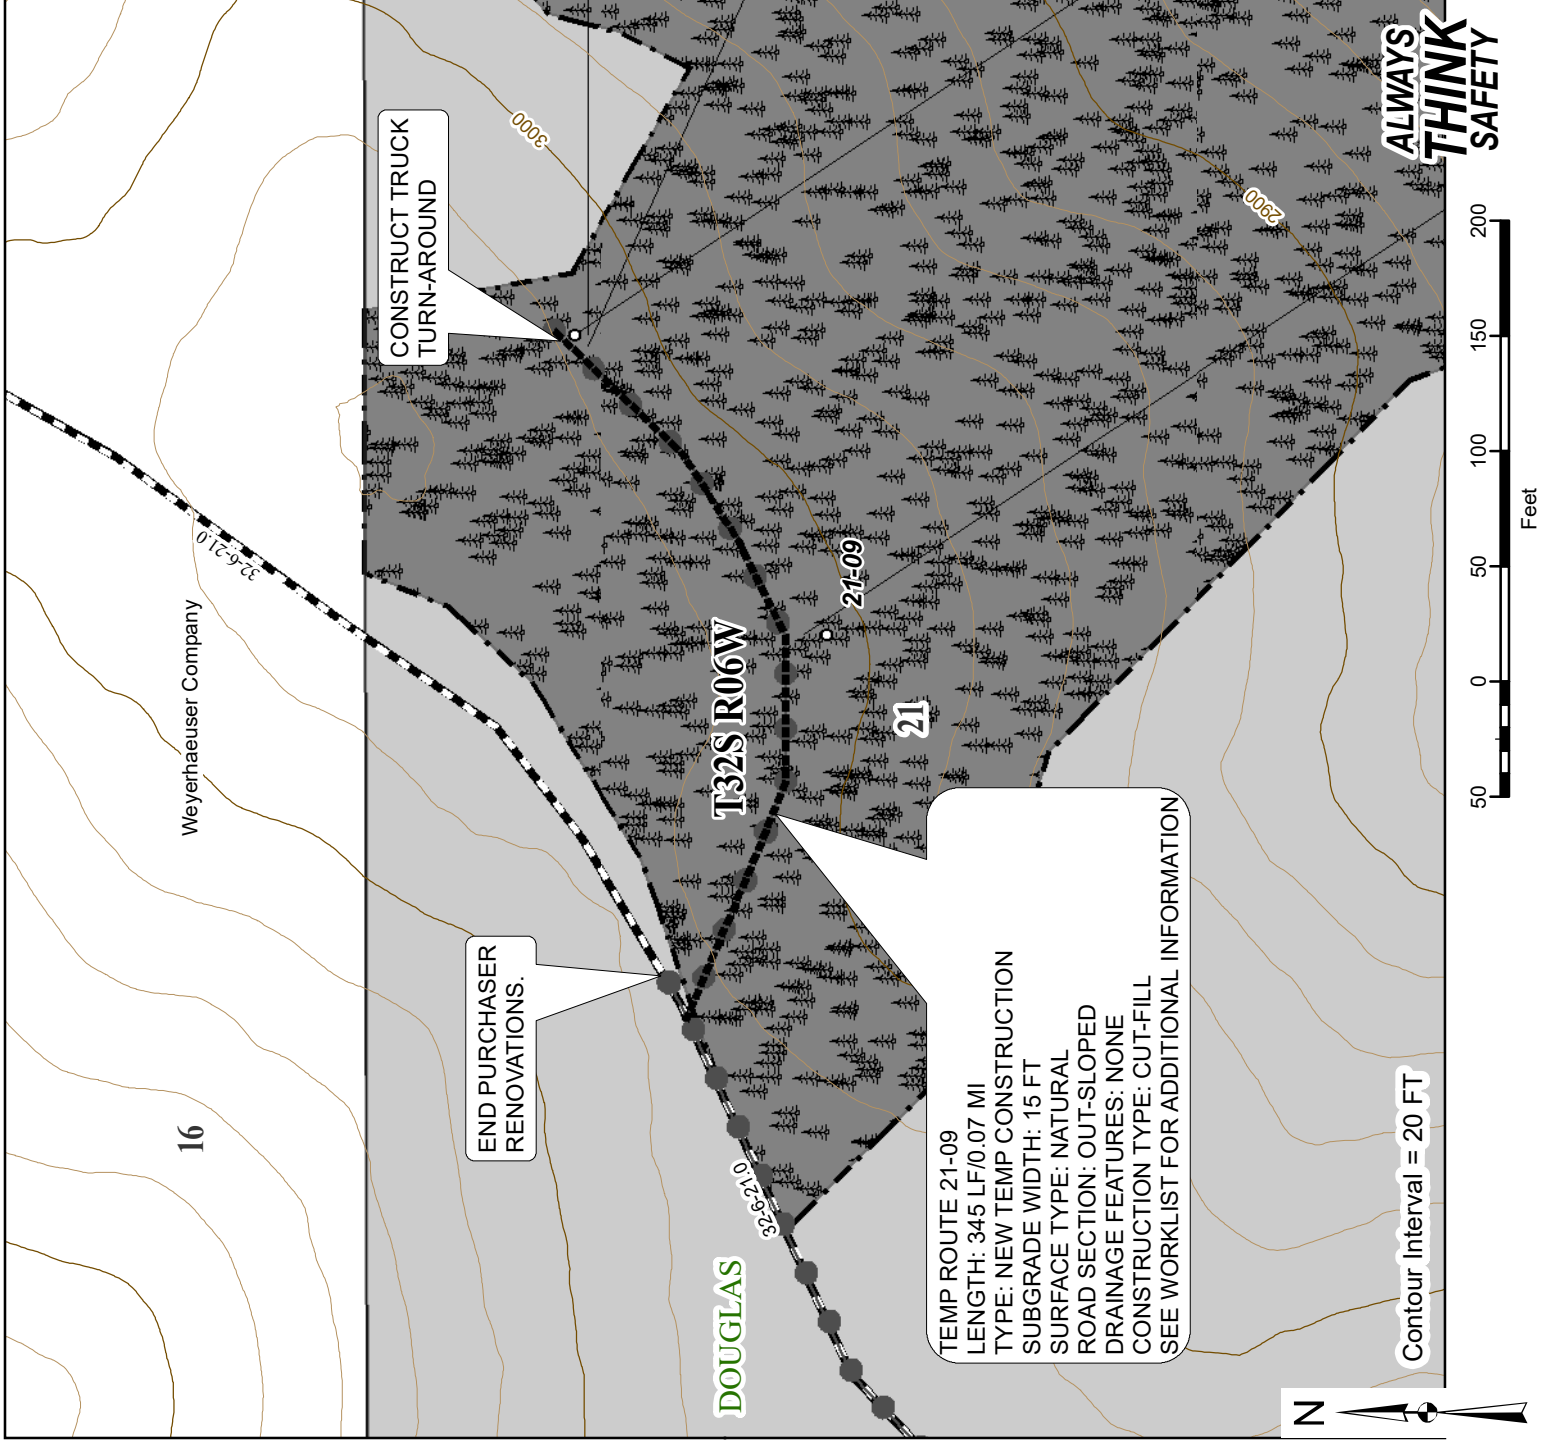 16
Weyerhaeuser Company
32-6-21.0
CONSTRUCT TRUCK
TURN-AROUND
3000
END PURCHASER
RENOVATIONS.
DOUGLAS
32-6-21.0
T32S R06W
21-09
21
2900
TEMP ROUTE 21-09
LENGTH: 345 LF/0.07 MI
TYPE: NEW TEMP CONSTRUCTION
SUBGRADE WIDTH: 15 FT
SURFACE TYPE: NATURAL
ROAD SECTION: OUT-SLOPED
DRAINAGE FEATURES: NONE
CONSTRUCTION TYPE: CUT-FILL
SEE WORKLIST FOR ADDITIONAL INFORMATION
Contour Interval = 20 FT
ALWAYS
THINK
SAFETY
N
50 0 50 100 150 200
Feet